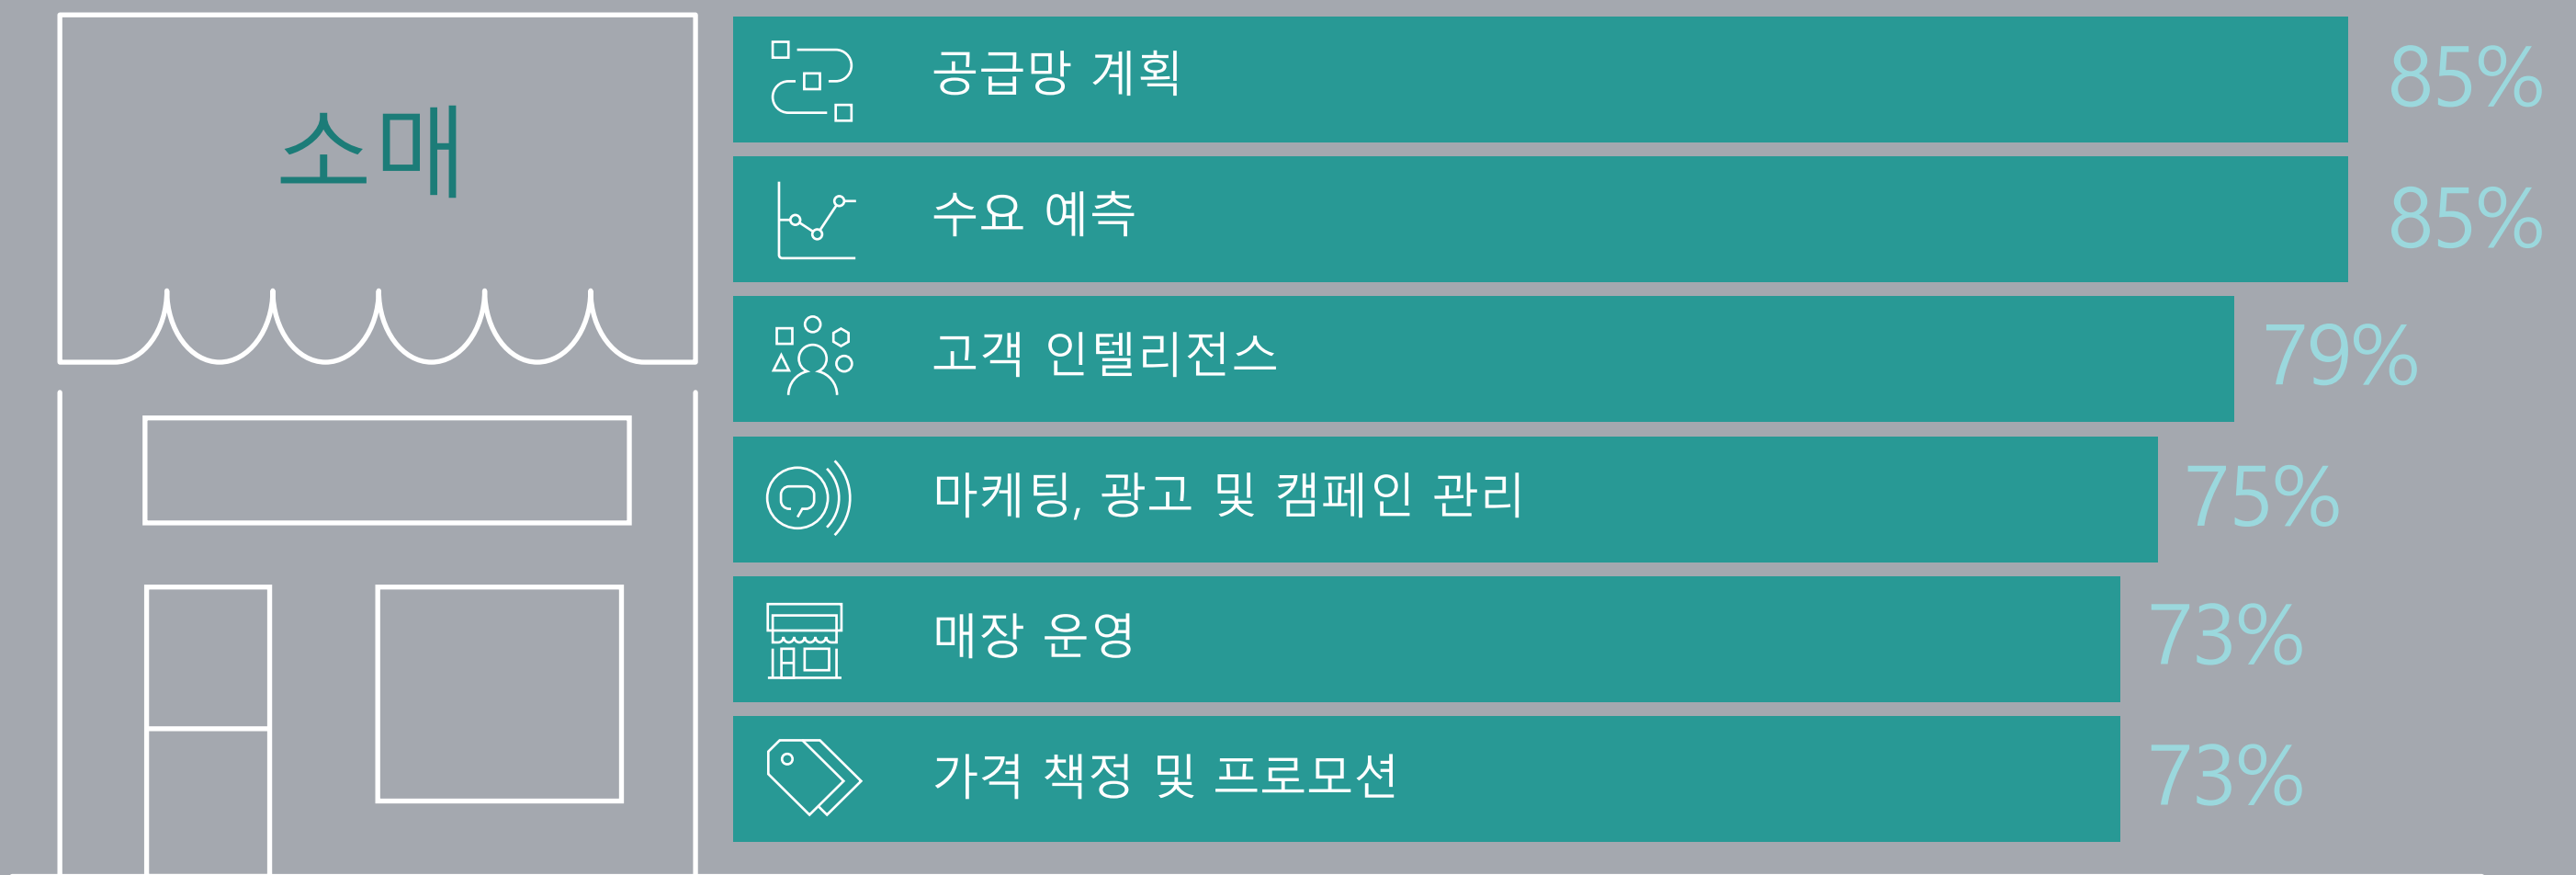 소매
공급망 계획
85%
수요 예측
85%
고객 인텔리전스
79%
마케팅, 광고 및 캠페인 관리
75%
매장 운영
73%
가격 책정 및 프로모션
73%